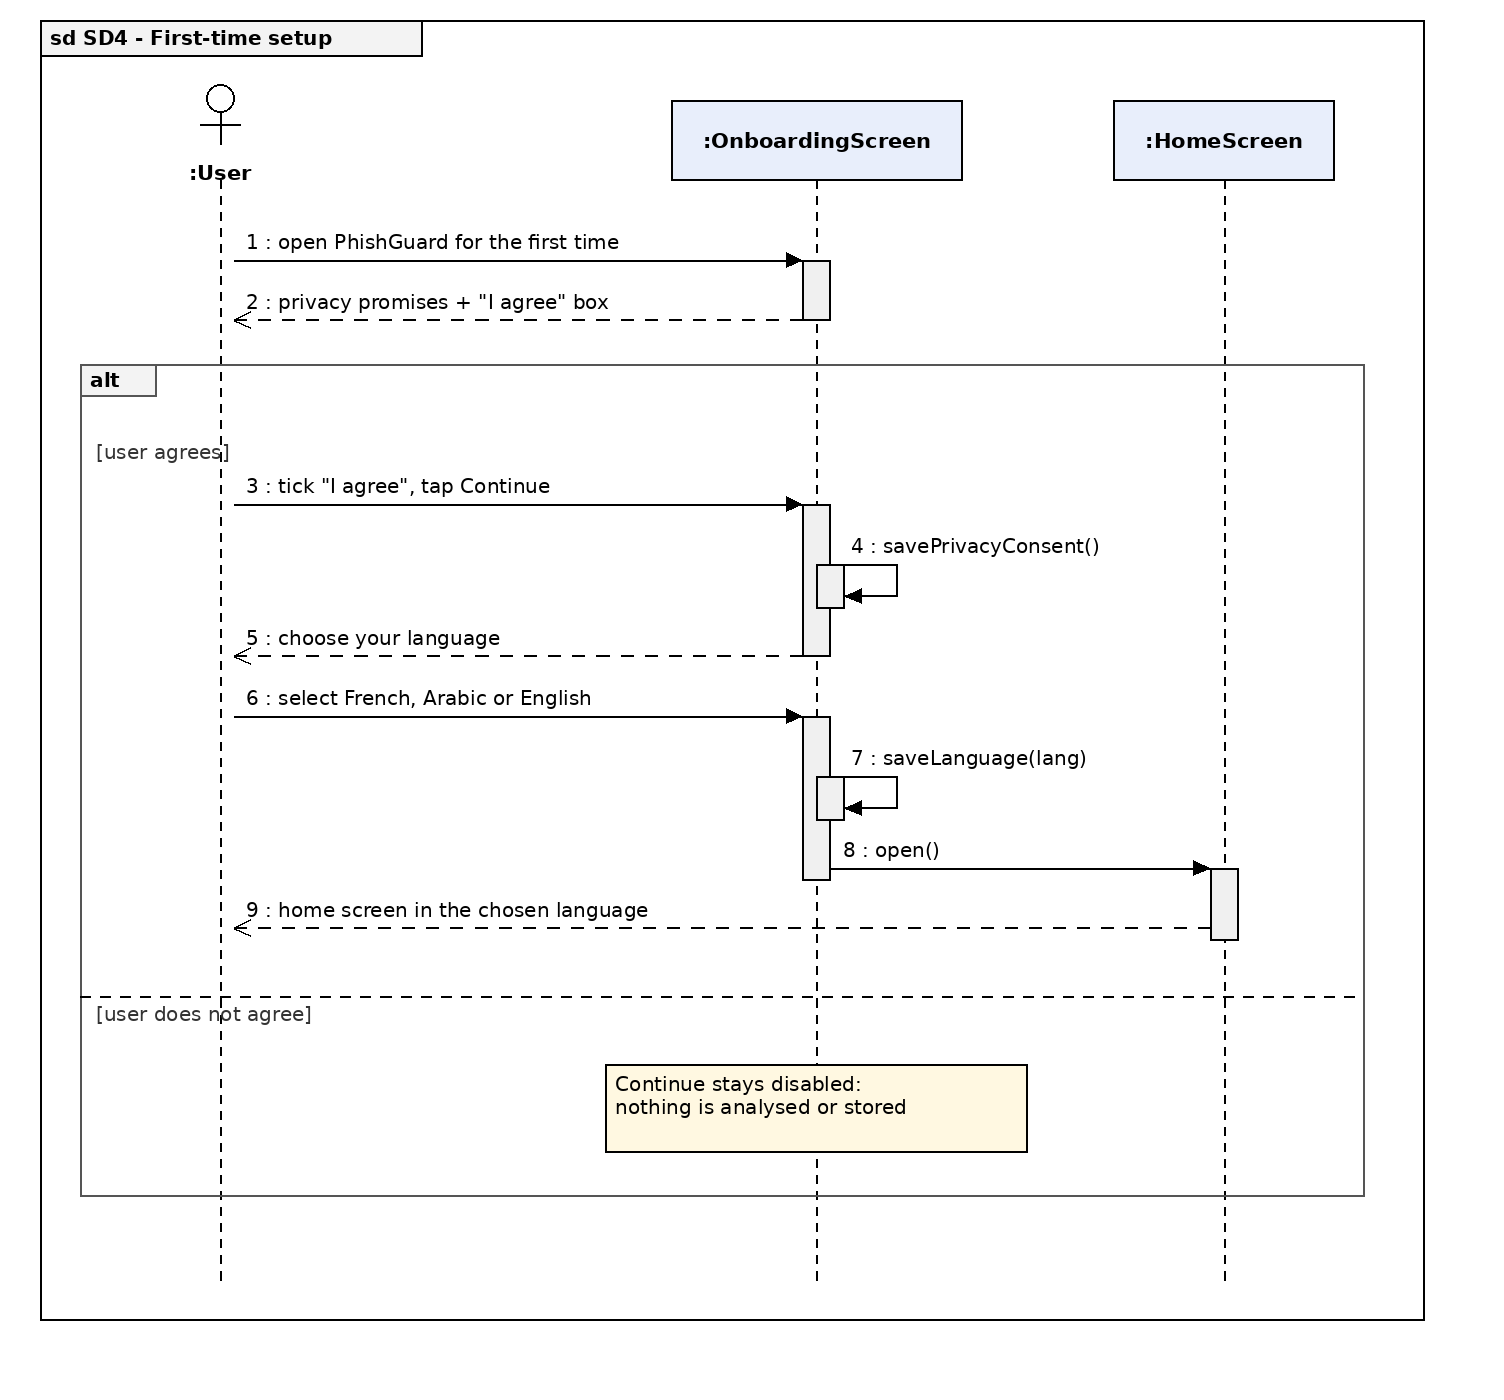 sd SD4 - First-time setup
:User
:OnboardingScreen
:HomeScreen
1 : open PhishGuard for the first time
2 : privacy promises + "I agree" box
alt
[user agrees]
3 : tick "I agree", tap Continue
4 : savePrivacyConsent()
5 : choose your language
6 : select French, Arabic or English
7 : saveLanguage(lang)
8 : open()
9 : home screen in the chosen language
[user does not agree]
Continue stays disabled:
nothing is analysed or stored